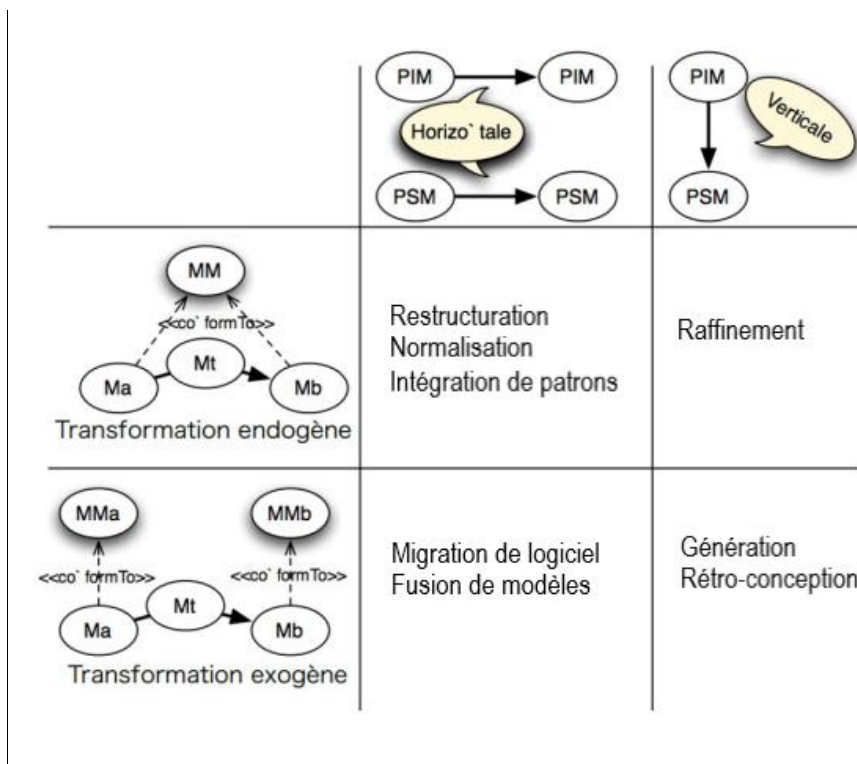 PIM PIM PIM
Horizo` tale
Verticale
PSM PSM PSM
MM
<<co` formTo>>
Mt
Ma Mb
Transformation endogène
Restructuration
Normalisation
Intégration de patrons
Raffinement
MMa MMb
<<co` formTo>> <<co` formTo>>
Mt
Ma Mb
Transformation exogène
Migration de logiciel
Fusion de modèles
Génération
Rétro-conception